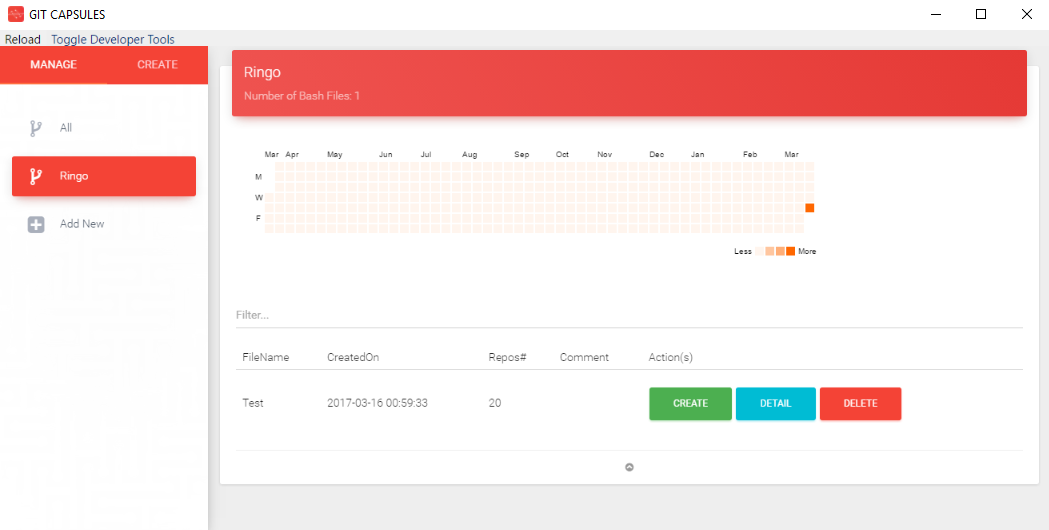 GIT CAPSULES
Reload Toggle Developer Tools
MANAGE CREATE
All
Ringo
Add New
Ringo
Number of Bash Files: 1
Mar Apr May Jun Jul Aug Sep Oct Nov Dec Jan Feb Mar
M
W
F
Less More
Filter...
FileName CreatedOn Repos# Comment Action(s)
Test 2017-03-16 00:59:33 20 CREATE DETAIL DELETE